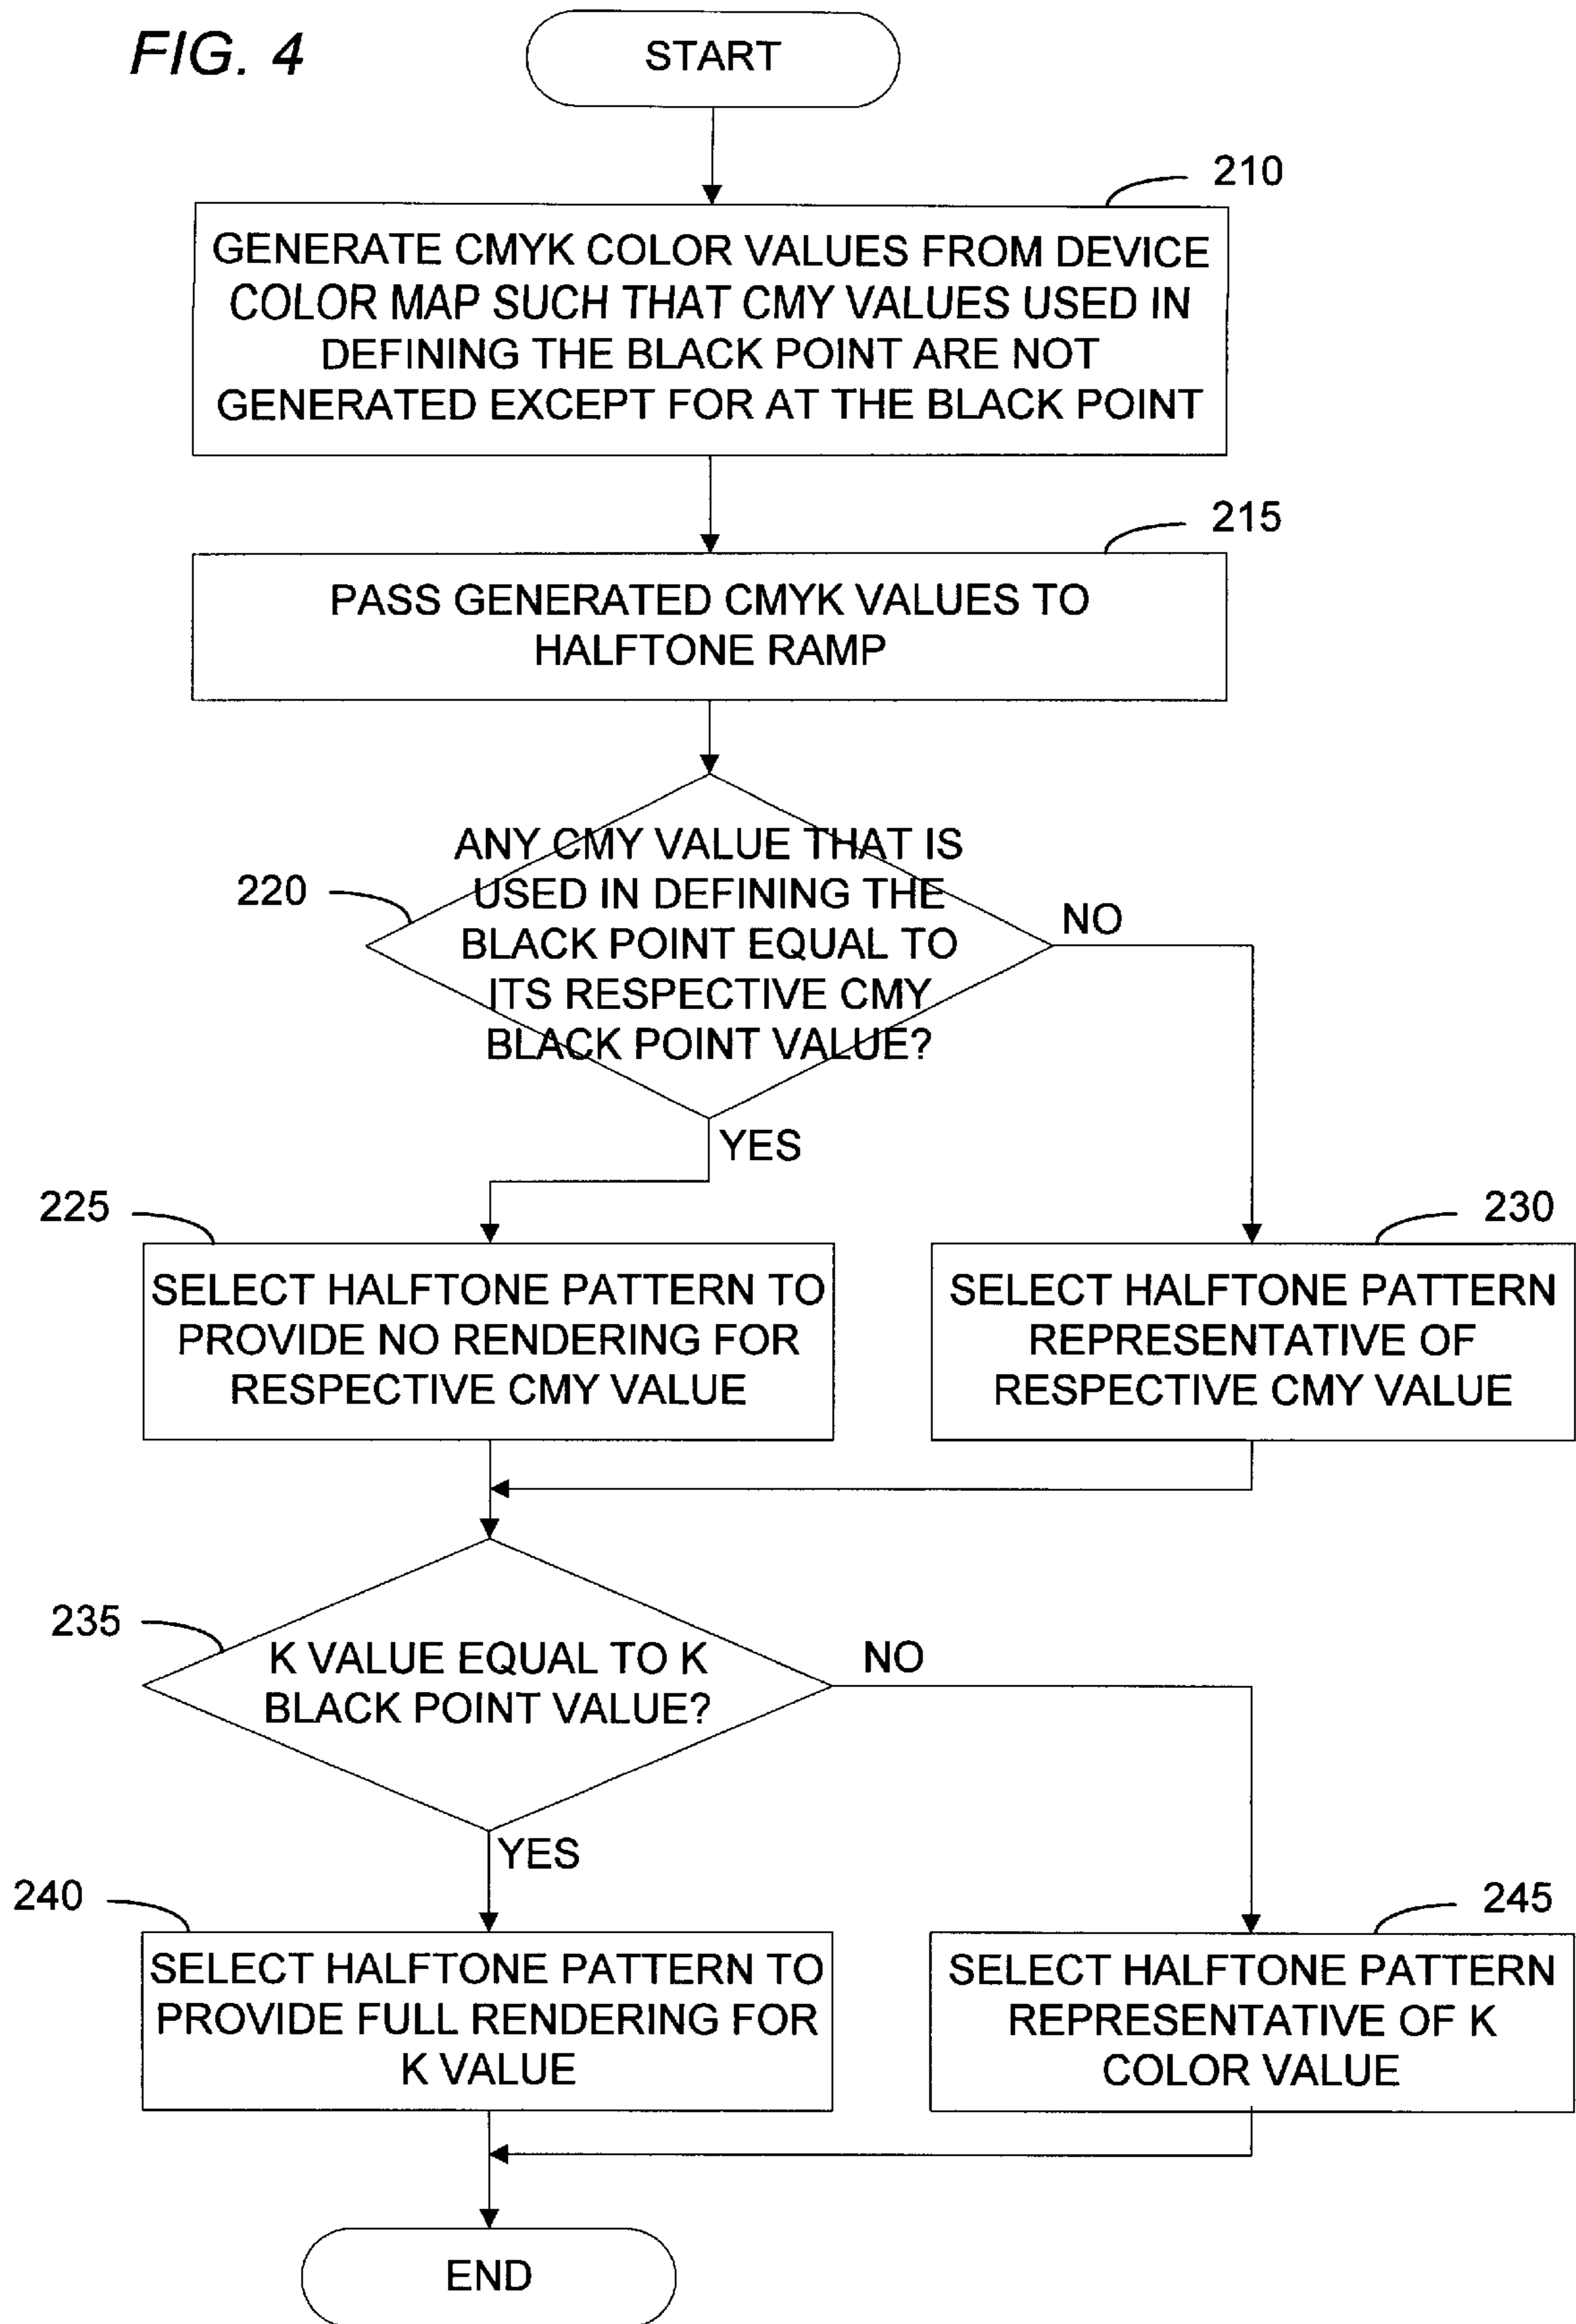 FIG. 4
START
210
GENERATE CMYK COLOR VALUES FROM DEVICE
COLOR MAP SUCH THAT CMY VALUES USED IN
DEFINING THE BLACK POINT ARE NOT
GENERATED EXCEPT FOR AT THE BLACK POINT
215
PASS GENERATED CMYK VALUES TO
HALFTONE RAMP
220
ANY CMY VALUE THAT IS
USED IN DEFINING THE
BLACK POINT EQUAL TO
ITS RESPECTIVE CMY
BLACK POINT VALUE?
NO
YES
225
SELECT HALFTONE PATTERN TO
PROVIDE NO RENDERING FOR
RESPECTIVE CMY VALUE
230
SELECT HALFTONE PATTERN
REPRESENTATIVE OF
RESPECTIVE CMY VALUE
235
K VALUE EQUAL TO K
BLACK POINT VALUE?
NO
YES
240
SELECT HALFTONE PATTERN TO
PROVIDE FULL RENDERING FOR
K VALUE
245
SELECT HALFTONE PATTERN
REPRESENTATIVE OF K
COLOR VALUE
END